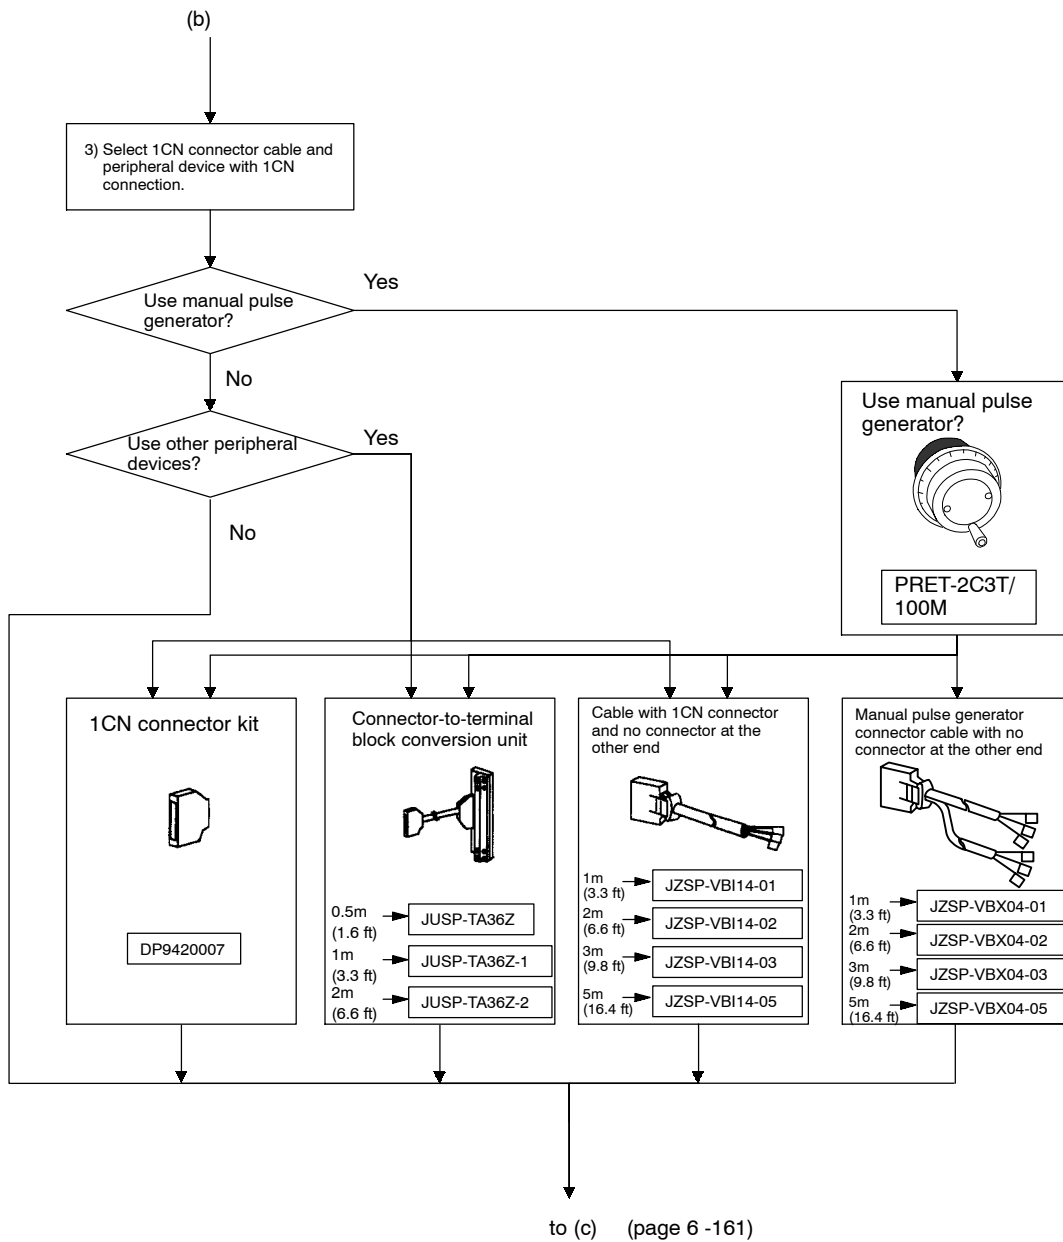 (b)
3) Select 1CN connector cable and
peripheral device with 1CN
connection.
Use manual pulse
generator?
Yes
No
Use other peripheral
devices?
Yes
No
Use manual pulse
generator?
PRET-2C3T/
100M
1CN connector kit
DP9420007
Connector-to-terminal
block conversion unit
0.5m
(1.6 ft)
JUSP-TA36Z
1m
(3.3 ft)
JUSP-TA36Z-1
2m
(6.6 ft)
JUSP-TA36Z-2
Cable with 1CN connector
and no connector at the
other end
1m
(3.3 ft)
JZSP-VBI14-01
2m
(6.6 ft)
JZSP-VBI14-02
3m
(9.8 ft)
JZSP-VBI14-03
5m
(16.4 ft)
JZSP-VBI14-05
Manual pulse generator
connector cable with no
connector at the other end
1m
(3.3 ft)
JZSP-VBX04-01
2m
(6.6 ft)
JZSP-VBX04-02
3m
(9.8 ft)
JZSP-VBX04-03
5m
(16.4 ft)
JZSP-VBX04-05
to (c) (page 6 -161)